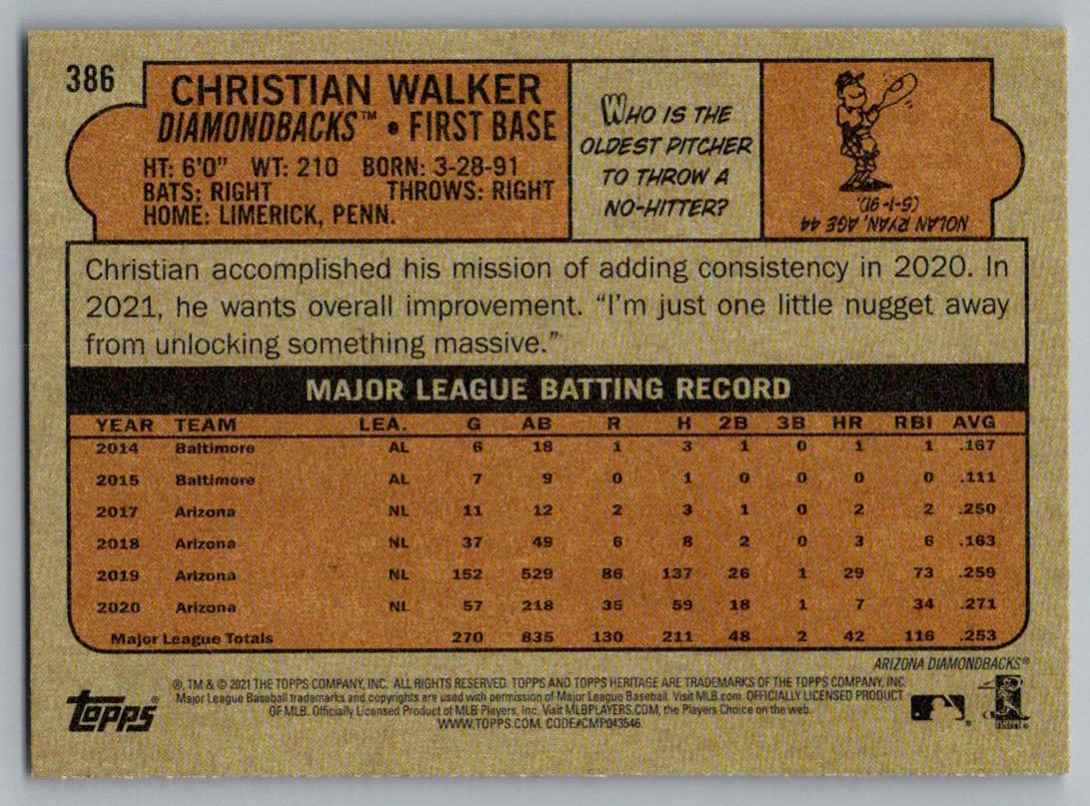 386
CHRISTIAN WALKER
DIAMONDBACKS™ • FIRST BASE
HT: 6'0" WT: 210 BORN: 3-28-91
BATS: RIGHT THROWS: RIGHT
HOME: LIMERICK, PENN.
WHO IS THE
OLDEST PITCHER
TO THROW A
NO-HITTER?
NOLAN RYAN, AGE 44
(5-1-91).
Christian accomplished his mission of adding consistency in 2020. In
2021, he wants overall improvement. “I’m just one little nugget away
from unlocking something massive.”
MAJOR LEAGUE BATTING RECORD
YEAR TEAM LEA. G AB R H 2B 3B HR RBI AVG
2014 Baltimore AL 6 18 1 3 1 0 1 1 .167
2015 Baltimore AL 7 9 0 1 0 0 0 0 .111
2017 Arizona NL 11 12 2 3 1 0 2 2 .250
2018 Arizona NL 37 49 6 8 2 0 3 6 .163
2019 Arizona NL 152 529 86 137 26 1 29 73 .259
2020 Arizona NL 57 218 35 59 18 1 7 34 .271
Major League Totals 270 835 130 211 48 2 42 116 .253
ARIZONA DIAMONDBACKS®
®, TM & © 2021 THE TOPPS COMPANY, INC. ALL RIGHTS RESERVED. TOPPS AND TOPPS HERITAGE ARE TRADEMARKS OF THE TOPPS COMPANY, INC.
Major League Baseball trademarks and copyrights are used with permission of Major League Baseball. Visit MLB.com. OFFICIALLY LICENSED PRODUCT
OF MLB. Officially Licensed Product of MLB Players, Inc. Visit MLBPLAYERS.COM, the Players Choice on the web.
WWW.TOPPS.COM. CODE#CMP043546
topps®